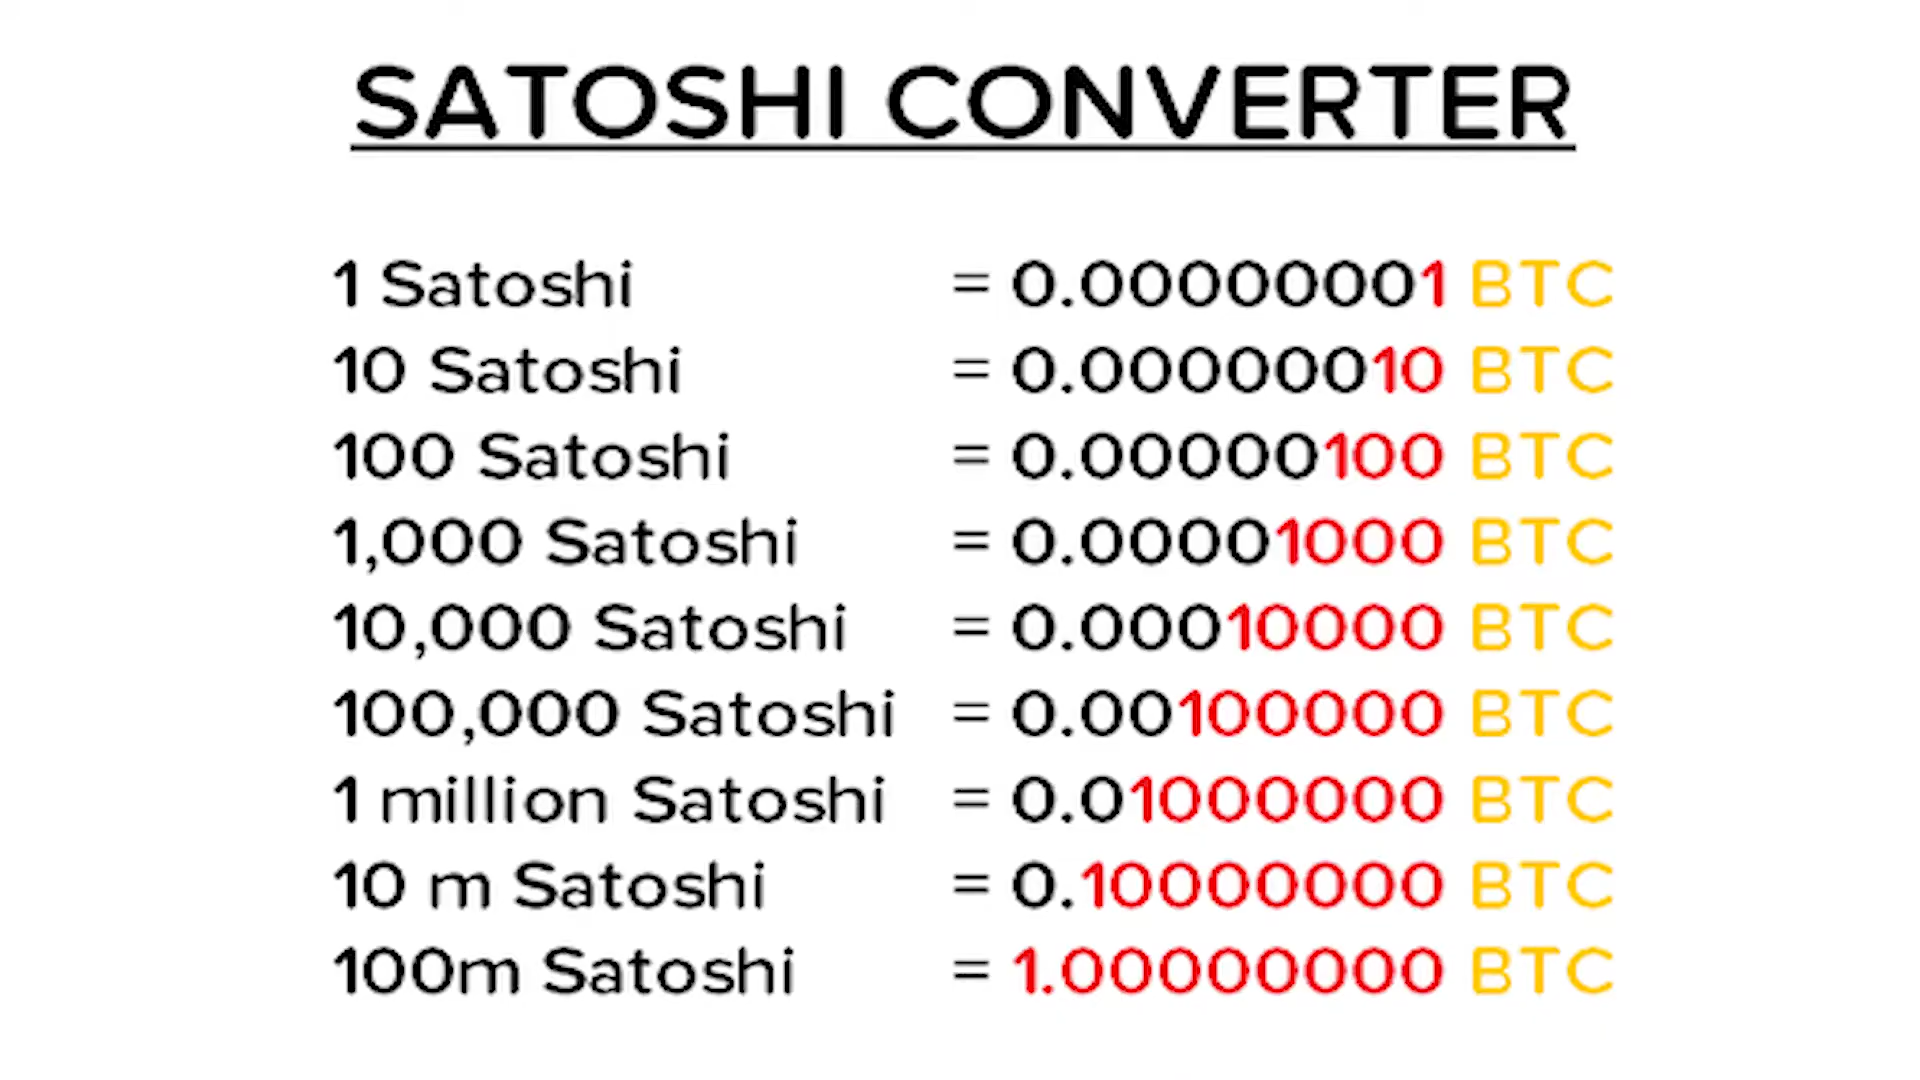 SATOSHI CONVERTER
1 Satoshi = 0.00000001 BTC
10 Satoshi = 0.00000010 BTC
100 Satoshi = 0.00000100 BTC
1,000 Satoshi = 0.00001000 BTC
10,000 Satoshi = 0.00010000 BTC
100,000 Satoshi = 0.00100000 BTC
1 million Satoshi = 0.01000000 BTC
10 m Satoshi = 0.10000000 BTC
100m Satoshi = 1.00000000 BTC